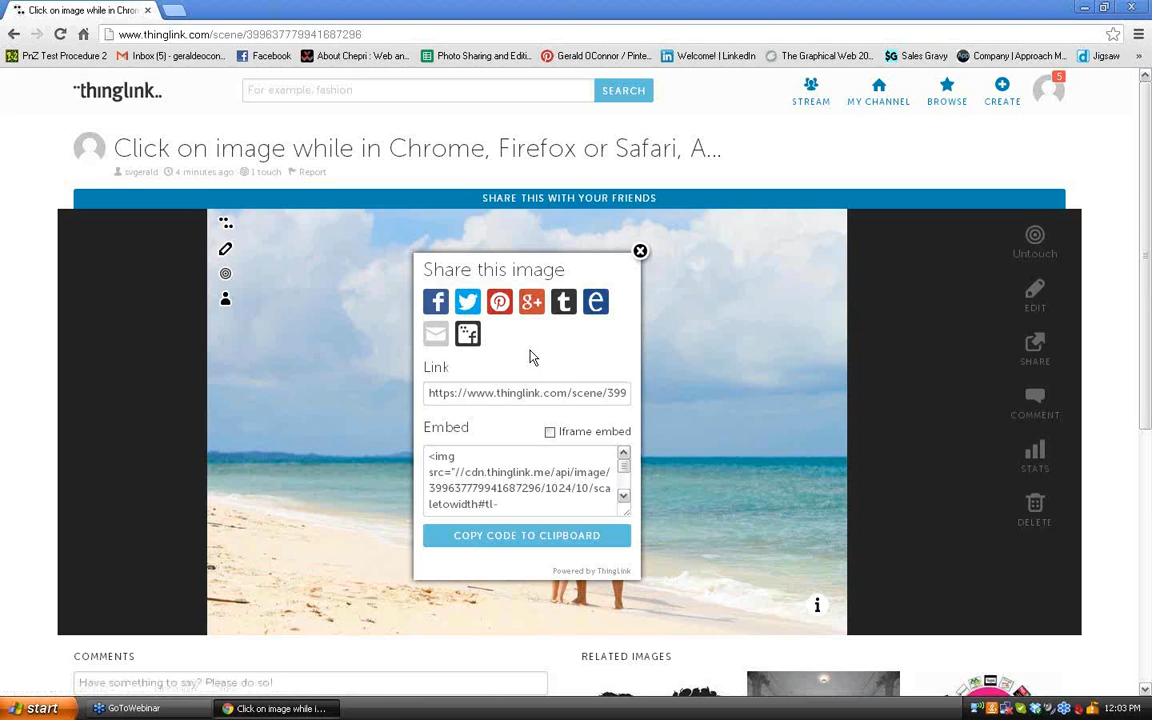 Click on image while in C
www.thinglink.com/scene/399637779941687296
PnZ Test Procedure 2
Inbox (5) - geraldeocon...
Facebook
About Chepri : Web an...
Photo Sharing and Editi...
Gerald OConnor / Pinte...
Welcome! | LinkedIn
The Graphical Web 20...
Sales Gravy
Company | Approach M...
Jigsaw
»
thinglink..
For example, fashion
SEARCH
STREAM
MY CHANNEL
BROWSE
CREATE
5
Click on image while in Chrome, Firefox or Safari, A...
svgerald
4 minutes ago
1 touch
Report
SHARE THIS WITH YOUR FRIENDS
Share this image
Link
https://www.thinglink.com/scene/399
Embed
Iframe embed
<img
src="//cdn.thinglink.me/api/image/
399637779941687296/1024/10/sca
letowidth#tl-
COPY CODE TO CLIPBOARD
Powered by ThingLink
Untouch
EDIT
SHARE
COMMENT
STATS
DELETE
COMMENTS
Have something to say? Please do so!
RELATED IMAGES
start
GoToWebinar
Click on image while i...
12:03 PM